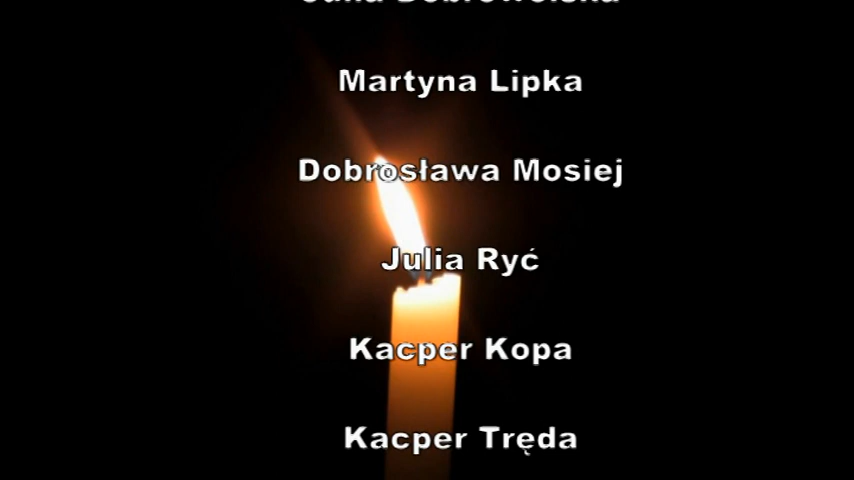 Martyna Lipka
Dobrosława Mosiej
Julia Ryć
Kacper Kopa
Kacper Tręda